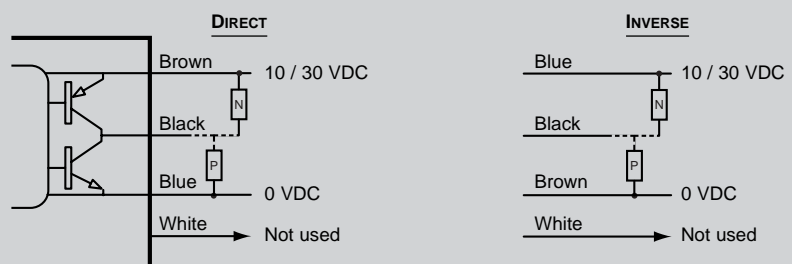 DIRECT
Brown
10 / 30 VDC
N
Black
P
Blue
0 VDC
White
Not used
INVERSE
Blue
10 / 30 VDC
N
Black
P
Brown
0 VDC
White
Not used